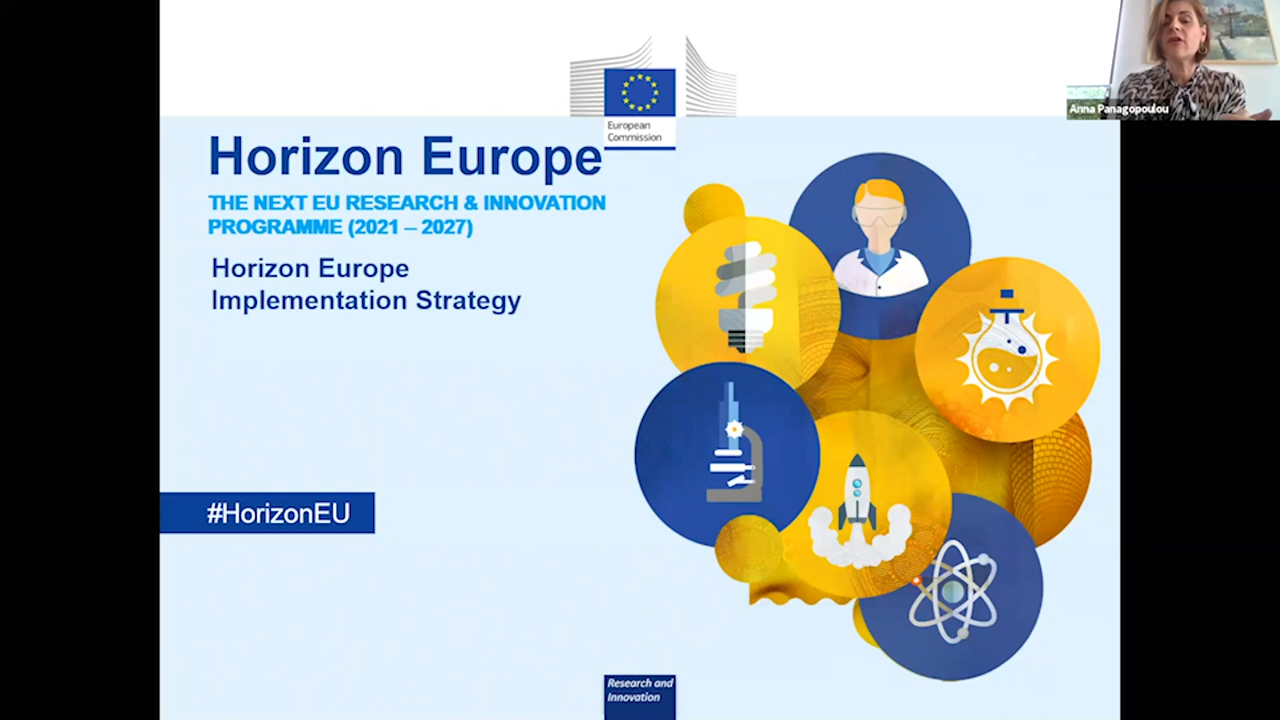 Anna Panagopoulou
European
Commission
Horizon Europe
THE NEXT EU RESEARCH & INNOVATION
PROGRAMME (2021 – 2027)
Horizon Europe
Implementation Strategy
#HorizonEU
Research and
Innovation